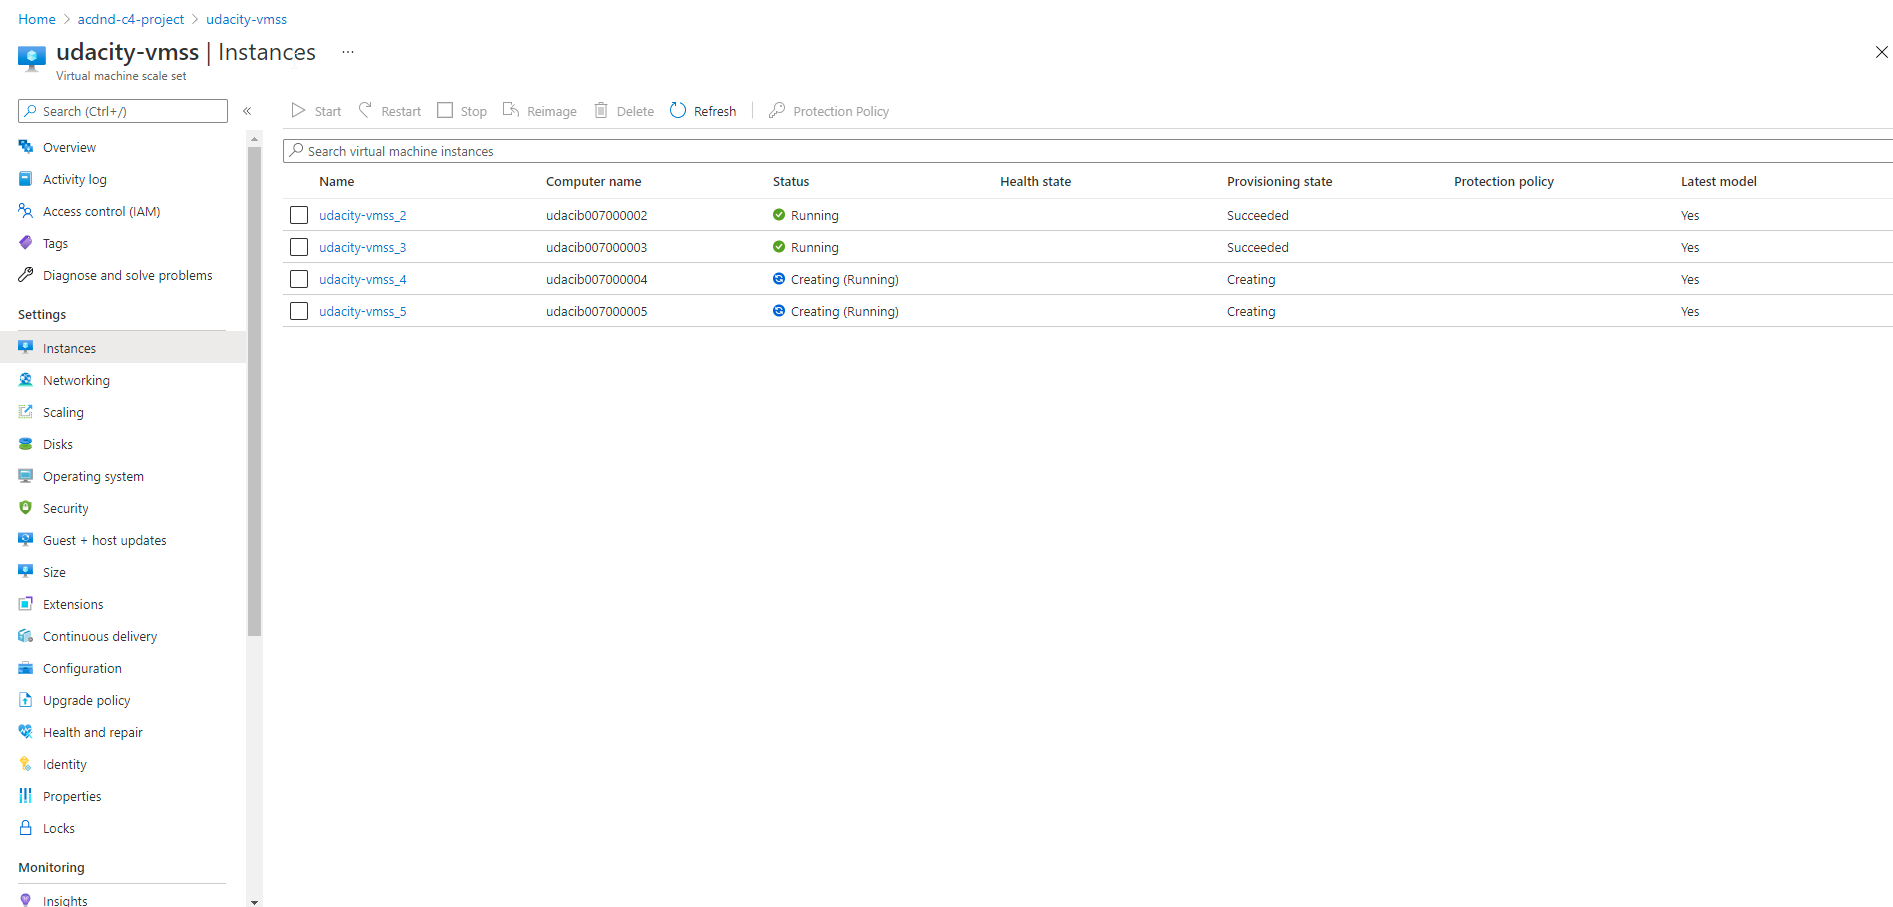 Home > acdnd-c4-project > udacity-vmss
udacity-vmss | Instances ...
Virtual machine scale set
Search (Ctrl+/) «
Overview
Activity log
Access control (IAM)
Tags
Diagnose and solve problems
Settings
Instances
Networking
Scaling
Disks
Operating system
Security
Guest + host updates
Size
Extensions
Continuous delivery
Configuration
Upgrade policy
Health and repair
Identity
Properties
Locks
Monitoring
Insights
Start Restart Stop Reimage Delete Refresh Protection Policy
Search virtual machine instances
Name Computer name Status Health state Provisioning state Protection policy Latest model
udacity-vmss_2 udacib007000002 Running Succeeded Yes
udacity-vmss_3 udacib007000003 Running Succeeded Yes
udacity-vmss_4 udacib007000004 Creating (Running) Creating Yes
udacity-vmss_5 udacib007000005 Creating (Running) Creating Yes